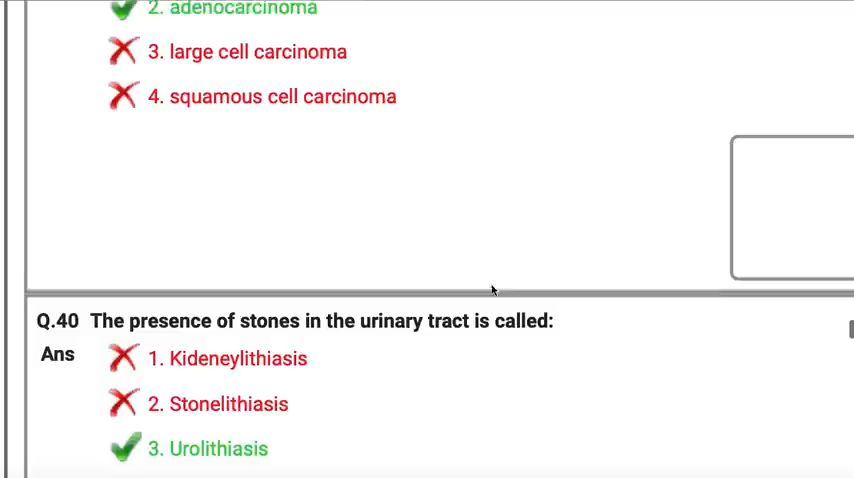 2. adenocarcinoma
3. large cell carcinoma
4. squamous cell carcinoma
Q.40 The presence of stones in the urinary tract is called:
Ans 1. Kideneylithiasis
2. Stonelithiasis
3. Urolithiasis